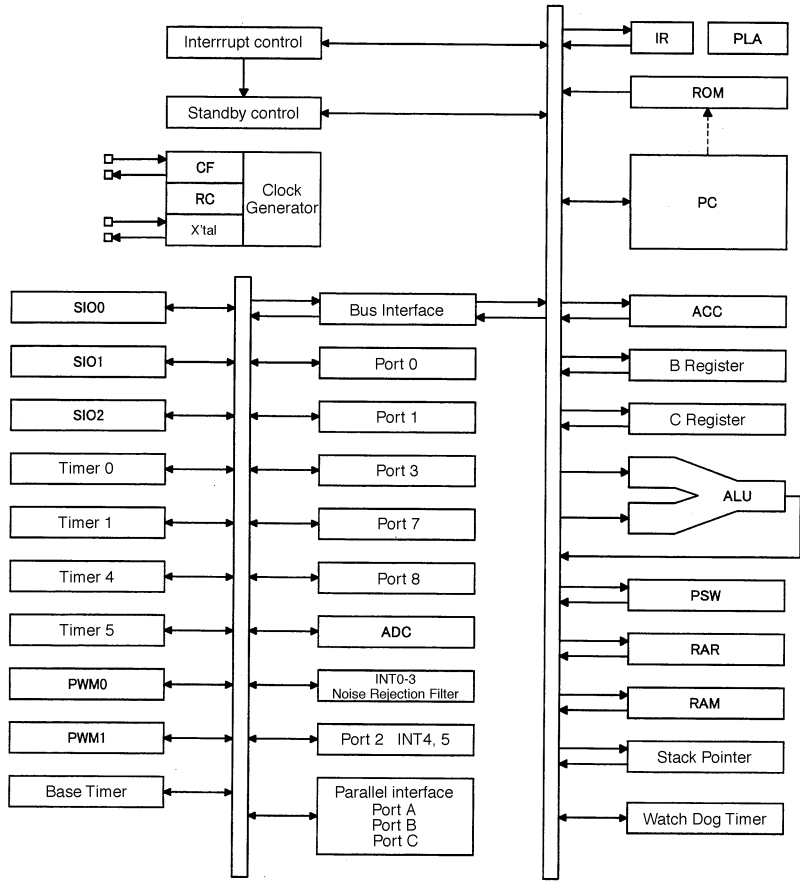 Interrrupt control
IR
PLA
ROM
Standby control
CF
RC
X'tal
Clock
Generator
PC
SIO0
Bus Interface
ACC
SIO1
Port 0
B Register
SIO2
Port 1
C Register
Timer 0
Port 3
ALU
Timer 1
Port 7
Timer 4
Port 8
PSW
Timer 5
ADC
RAR
PWM0
INT0-3
Noise Rejection Filter
RAM
PWM1
Port 2 INT4, 5
Stack Pointer
Base Timer
Parallel interface
Port A
Port B
Port C
Watch Dog Timer